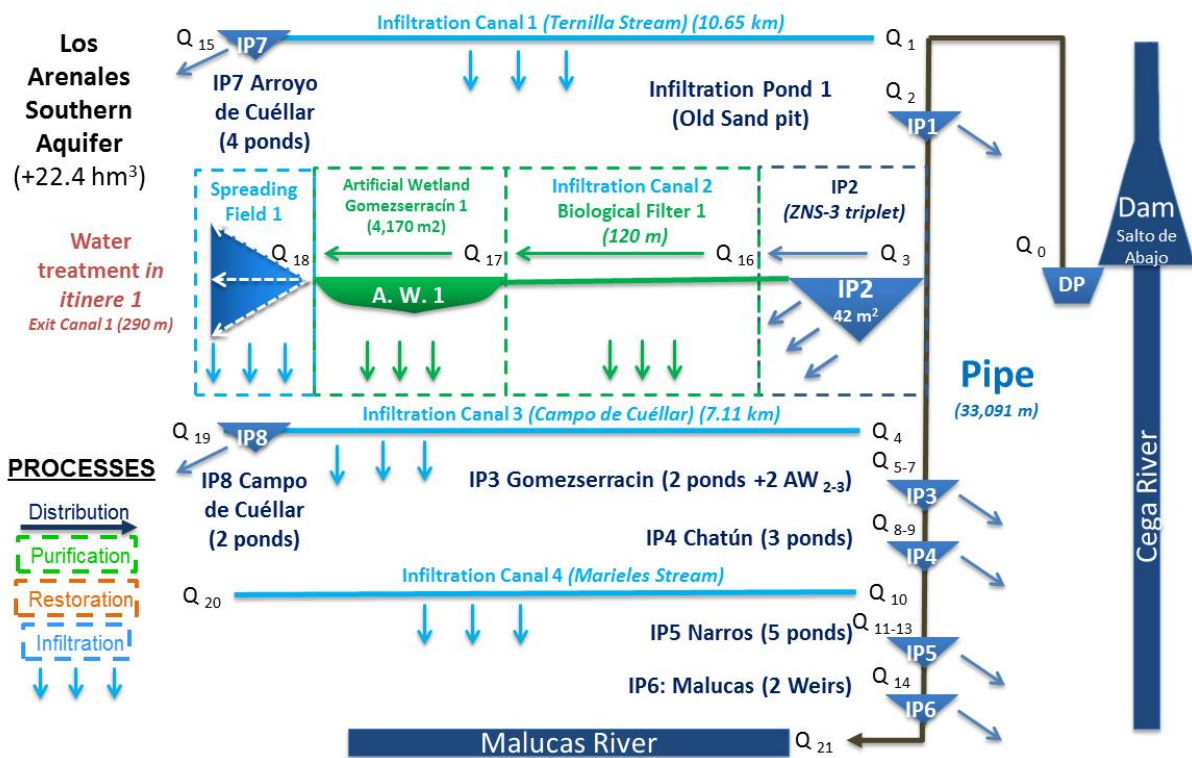 Infiltration Canal 1 (Ternilla Stream) (10.65 km)
Q 15
IP7
Q 1
Los
Arenales
Southern
Aquifer
(+22.4 hm³)
IP7 Arroyo
de Cuéllar
(4 ponds)
Infiltration Pond 1
(Old Sand pit)
Q 2
IP1
Spreading
Field 1
Artificial Wetland
Gomezserracín 1
(4,170 m2)
Infiltration Canal 2
Biological Filter 1
(120 m)
IP2
(ZNS-3 triplet)
Dam
Salto de
Abajo
Water
treatment in
itinere 1
Exit Canal 1 (290 m)
Q 18
Q 17
Q 16
Q 3
Q 0
DP
A. W. 1
IP2
42 m²
Pipe
(33,091 m)
Infiltration Canal 3 (Campo de Cuéllar) (7.11 km)
Q 19
IP8
Q 4
IP8 Campo
de Cuéllar
(2 ponds)
Q 5-7
IP3 Gomezserracin (2 ponds +2 AW 2-3)
IP3
Q 8-9
IP4 Chatún (3 ponds)
IP4
Infiltration Canal 4 (Marieles Stream)
Q 20
Q 10
Q 11-13
IP5 Narros (5 ponds)
IP5
Q 14
IP6: Malucas (2 Weirs)
IP6
Malucas River
Q 21
Cega River
PROCESSES
Distribution
Purification
Restoration
Infiltration